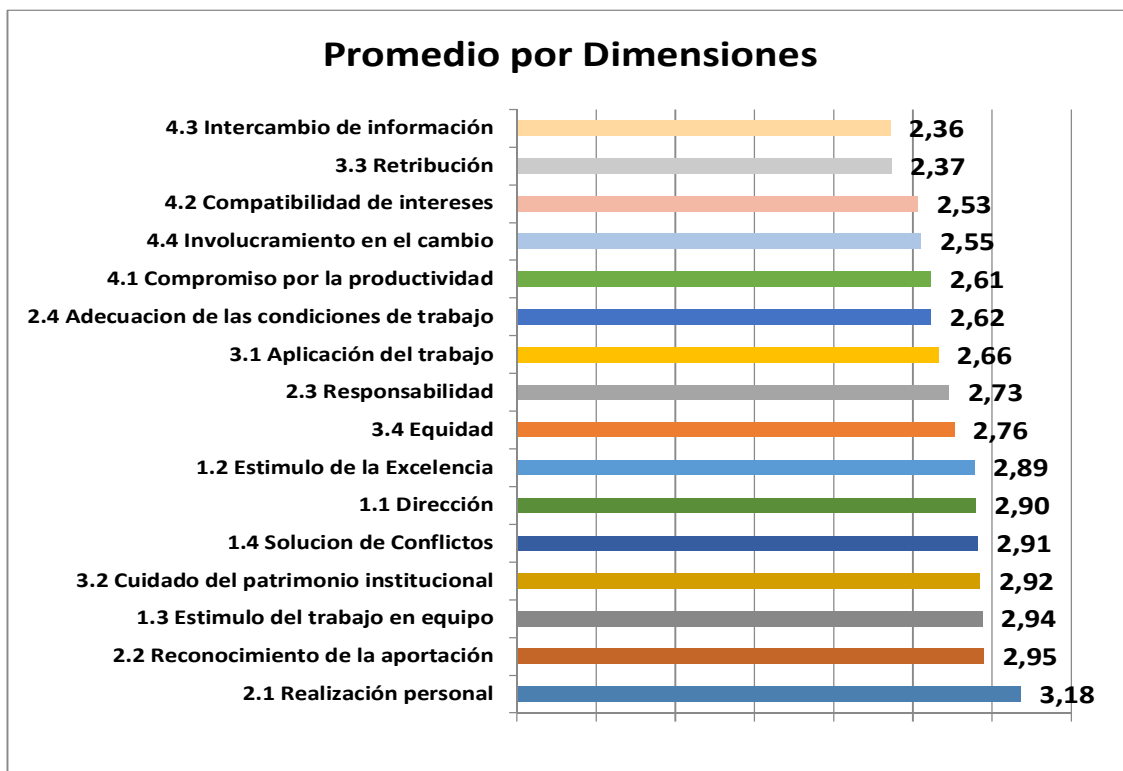 Promedio por Dimensiones
4.3 Intercambio de información 2,36
3.3 Retribución 2,37
4.2 Compatibilidad de intereses 2,53
4.4 Involucramiento en el cambio 2,55
4.1 Compromiso por la productividad 2,61
2.4 Adecuacion de las condiciones de trabajo 2,62
3.1 Aplicación del trabajo 2,66
2.3 Responsabilidad 2,73
3.4 Equidad 2,76
1.2 Estimulo de la Excelencia 2,89
1.1 Dirección 2,90
1.4 Solucion de Conflictos 2,91
3.2 Cuidado del patrimonio institucional 2,92
1.3 Estimulo del trabajo en equipo 2,94
2.2 Reconocimiento de la aportación 2,95
2.1 Realización personal 3,18